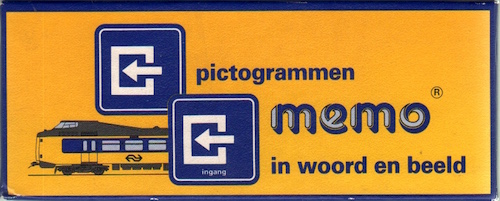 pictogrammen
memo ®
in woord en beeld
ingang